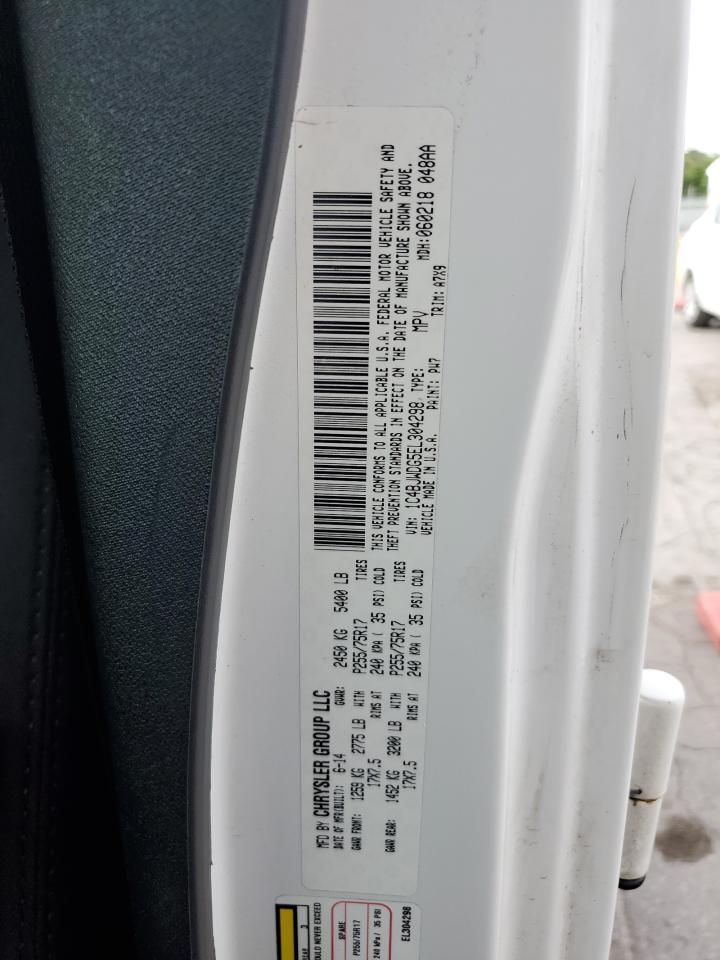 MFD BY CHRYSLER GROUP LLC
DATE OF MFR(BUILT): 6-14 GVWR: 2450 KG 5400 LB
GAWR FRONT: 1259 KG 2775 LB WITH P255/75R17 TIRES
17X7.5 RIMS AT 240 KPA ( 35 PSI) COLD
GAWR REAR: 1452 KG 3200 LB WITH P255/75R17 TIRES
17X7.5 RIMS AT 240 KPA ( 35 PSI) COLD
THIS VEHICLE CONFORMS TO ALL APPLICABLE U.S.A. FEDERAL MOTOR VEHICLE SAFETY AND
THEFT PREVENTION STANDARDS IN EFFECT ON THE DATE OF MANUFACTURE SHOWN ABOVE.
VIN: 1C4BJWDG5EL304298 TYPE: MPV MDH:060218 048AA
VEHICLE MADE IN U.S.A. PAINT: PW7 TRIM: A7X9
REAR 3
OULD NEVER EXCEED
SPARE
P255/75R17
240 kPa / 35 PSI
EL304298